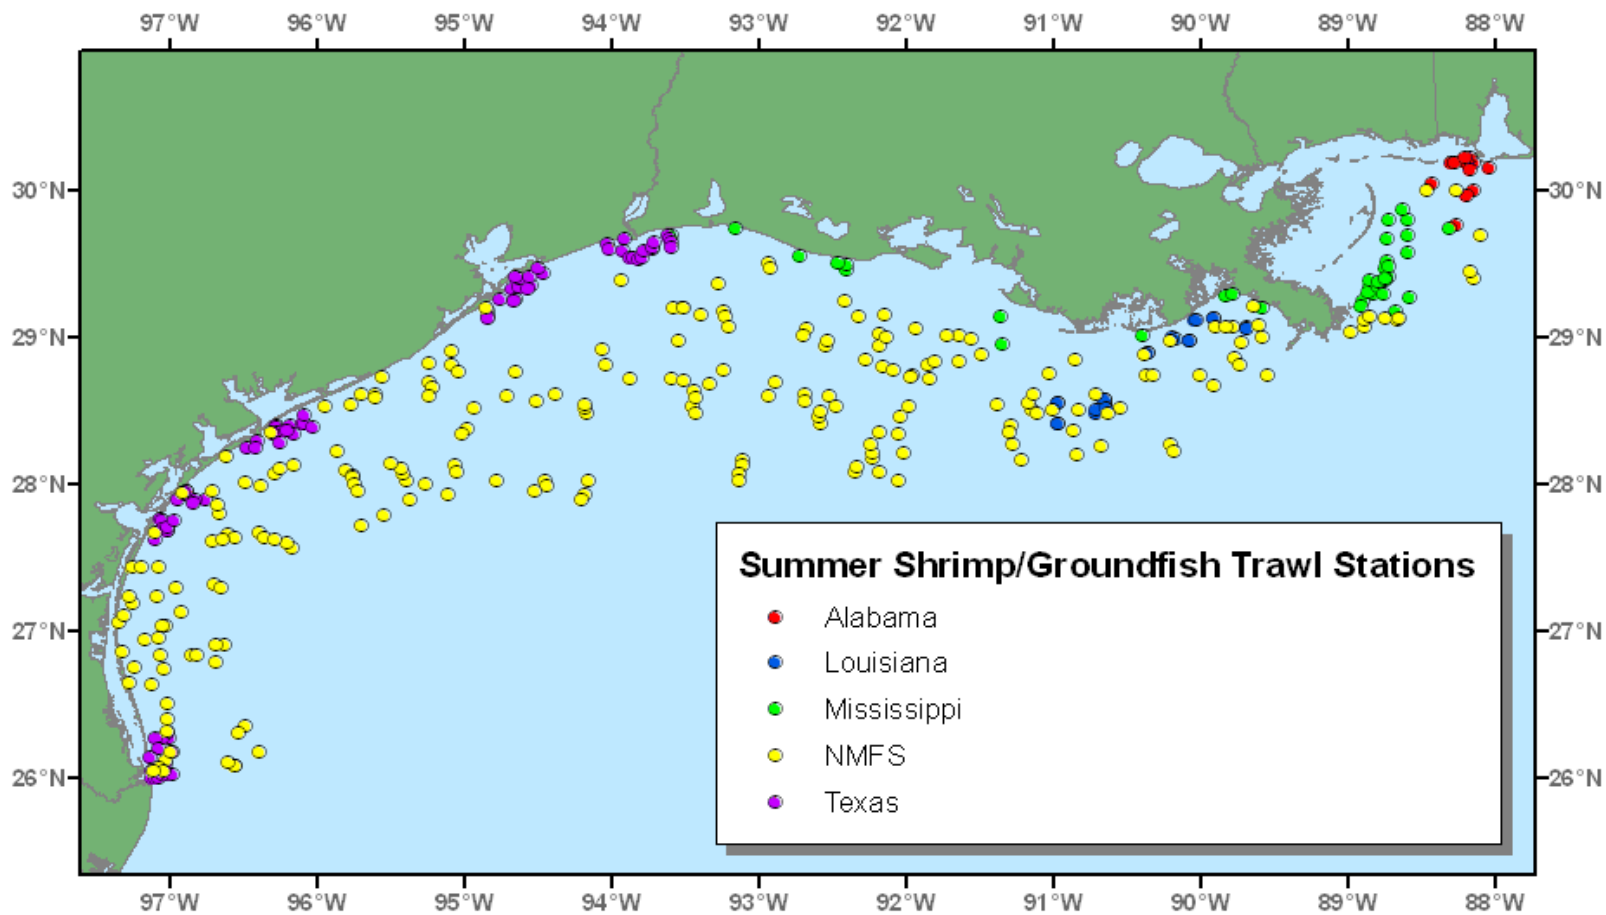 97°W 96°W 95°W 94°W 93°W 92°W 91°W 90°W 89°W 88°W
30°N 30°N
29°N 29°N
28°N 28°N
Summer Shrimp/Groundfish Trawl Stations
Alabama
27°N 27°N
Louisiana
Mississippi
NMFS
26°N 26°N
Texas
97°W 96°W 95°W 94°W 93°W 92°W 91°W 90°W 89°W 88°W